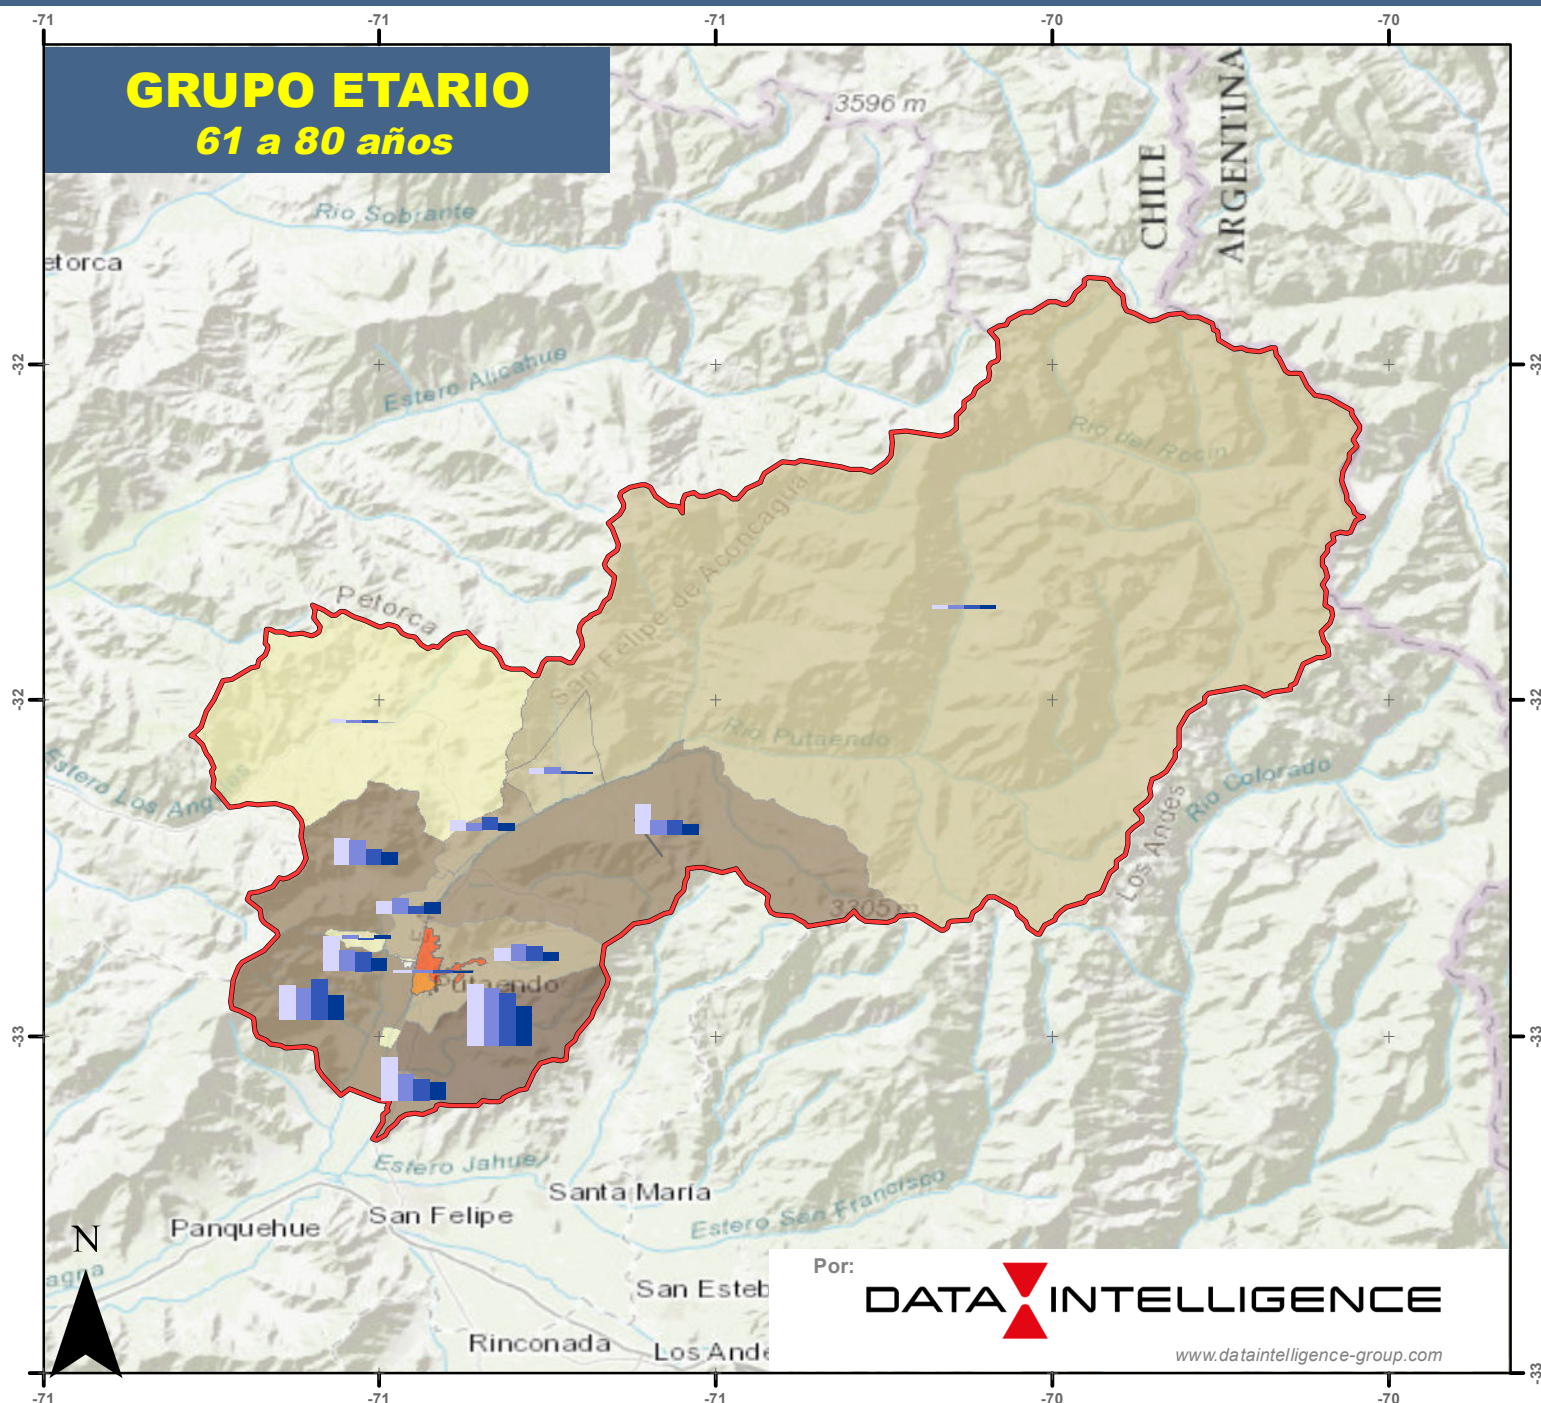 -71
-71
-71
-70
-70
GRUPO ETARIO
61 a 80 años
3596 m
CHILE
ARGENTINA
Rio Sobrante
etorca
-32
-32
Estero Alicahue
Rio del Rocin
San Felipe de Aconcagua
Petorca
-32
-32
Rio Putaendo
Estero Los Ang es
Rio Colorado
Los Andes
3305 m
Putaendo
-33
-33
Estero Jahuel
Santa María
San Felipe
Estero San Francisco
Panquehue
N
agna
San Esteb
Rinconada
Los Ande
Por:
DATA INTELLIGENCE
www.dataintelligence-group.com
-71
-71
-71
-70
-70